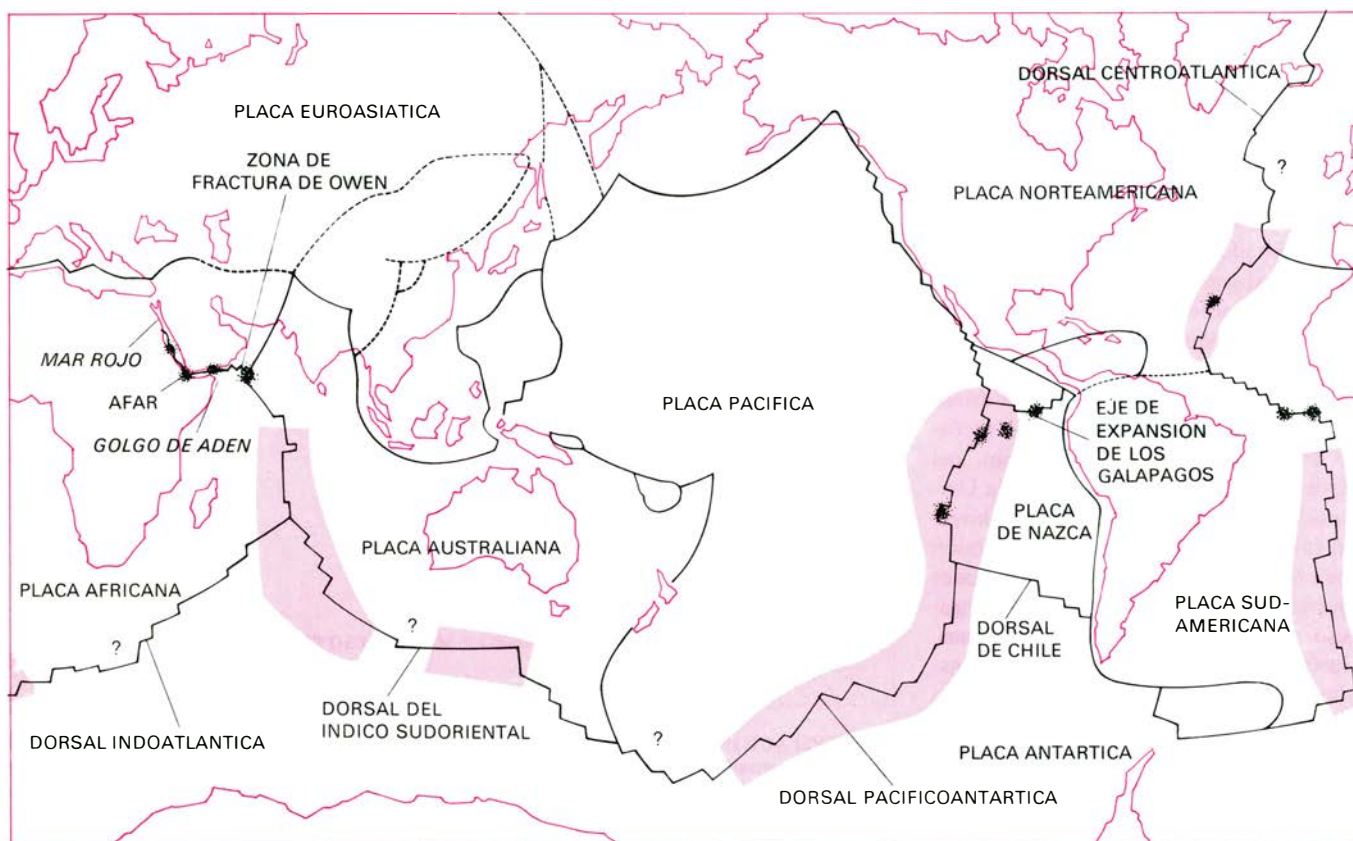 DORSAL CENTROATLANTICA
PLACA EUROASIATICA
ZONA DE
FRACTURA DE OWEN
?
PLACA NORTEAMERICANA
MAR ROJO
AFAR
GOLGO DE ADEN
PLACA PACIFICA
EJE DE
EXPANSION
DE LOS
GALAPAGOS
PLACA
DE NAZCA
PLACA AUSTRALIANA
PLACA AFRICANA
?
?
PLACA SUD-
AMERICANA
DORSAL
DE CHILE
DORSAL INDOATLANTICA
DORSAL DEL
INDICO SUDORIENTAL
?
PLACA ANTARTICA
DORSAL PACIFICOANTARTICA